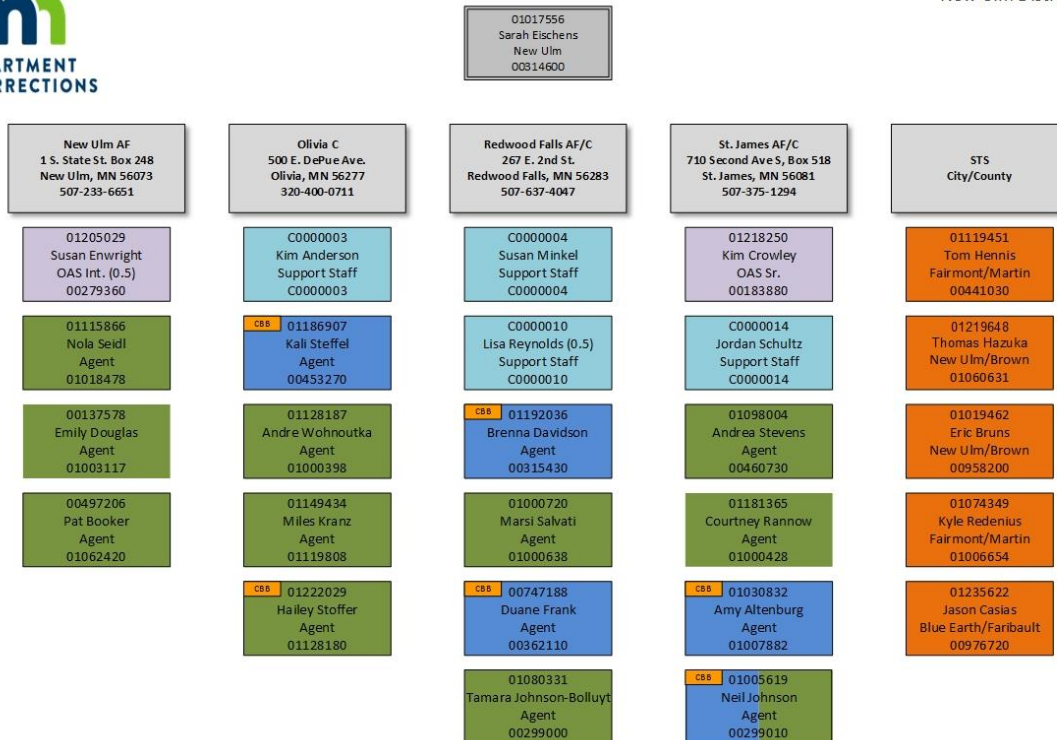 01017556
Sarah Eischens
New Ulm
00314600
New Ulm AF
1 S. State St. Box 248
New Ulm, MN 56073
507-233-6651
01205029
Susan Enwright
OAS Int. (0.5)
00279360
01115866
Nola Seidl
Agent
01018478
00137578
Emily Douglas
Agent
01003117
00497206
Pat Booker
Agent
01062420
Olivia C
500 E. DePue Ave.
Olivia, MN 56277
320-400-0711
C0000003
Kim Anderson
Support Staff
C0000003
CBB 01186907
Kali Steffel
Agent
00453270
01128187
Andre Wohnoutka
Agent
01000398
01149434
Miles Kranz
Agent
01119808
CBB 01222029
Hailey Stoffer
Agent
01128180
Redwood Falls AF/C
267 E. 2nd St.
Redwood Falls, MN 56283
507-637-4047
C0000004
Susan Minkel
Support Staff
C0000004
C0000010
Lisa Reynolds (0.5)
Support Staff
C0000010
CBB 01192036
Brenna Davidson
Agent
00315430
01000720
Marsi Salvati
Agent
01000638
CBB 00747188
Duane Frank
Agent
00362110
01080331
Tamara Johnson-Bolluyt
Agent
00299000
St. James AF/C
710 Second Ave S, Box 518
St. James, MN 56081
507-375-1294
01218250
Kim Crowley
OAS Sr.
00183880
C0000014
Jordan Schultz
Support Staff
C0000014
01098004
Andrea Stevens
Agent
00460730
01181365
Courtney Rannow
Agent
01000428
CBB 01030832
Amy Altenburg
Agent
01007882
CBB 01005619
Neil Johnson
Agent
00299010
STS
City/County
01119451
Tom Hennis
Fairmont/Martin
00441030
01219648
Thomas Hazuka
New Ulm/Brown
01060631
01019462
Eric Bruns
New Ulm/Brown
00958200
01074349
Kyle Redenius
Fairmont/Martin
01006654
01235622
Jason Casias
Blue Earth/Faribault
00976720